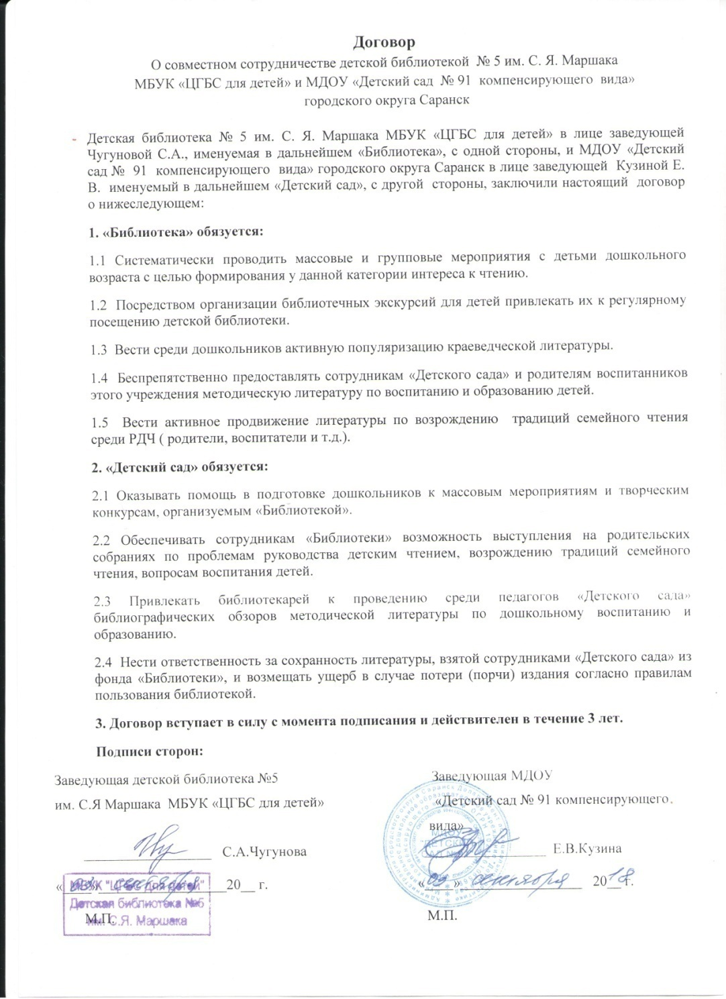 Договор
О совместном сотрудничестве детской библиотекой № 5 им. С. Я. Маршака
МБУК «ЦГБС для детей» и МДОУ «Детский сад № 91 компенсирующего вида»
городского округа Саранск
- Детская библиотека № 5 им. С. Я. Маршака МБУК «ЦГБС для детей» в лице заведующей
Чугуновой С.А., именуемая в дальнейшем «Библиотека», с одной стороны, и МДОУ «Детский
сад № 91 компенсирующего вида» городского округа Саранск в лице заведующей Кузиной Е.
В. именуемый в дальнейшем «Детский сад», с другой стороны, заключили настоящий договор
о нижеследующем:
1. «Библиотека» обязуется:
1.1 Систематически проводить массовые и групповые мероприятия с детьми дошкольного
возраста с целью формирования у данной категории интереса к чтению.
1.2 Посредством организации библиотечных экскурсий для детей привлекать их к регулярному
посещению детской библиотеки.
1.3 Вести среди дошкольников активную популяризацию краеведческой литературы.
1.4 Беспрепятственно предоставлять сотрудникам «Детского сада» и родителям воспитанников
этого учреждения методическую литературу по воспитанию и образованию детей.
1.5 Вести активное продвижение литературы по возрождению традиций семейного чтения
среди РДЧ ( родители, воспитатели и т.д.).
2. «Детский сад» обязуется:
2.1 Оказывать помощь в подготовке дошкольников к массовым мероприятиям и творческим
конкурсам, организуемым «Библиотекой».
2.2 Обеспечивать сотрудникам «Библиотеки» возможность выступления на родительских
собраниях по проблемам руководства детским чтением, возрождению традиций семейного
чтения, вопросам воспитания детей.
2.3 Привлекать библиотекарей к проведению среди педагогов «Детского сада»
библиографических обзоров методической литературы по дошкольному воспитанию и
образованию.
2.4 Нести ответственность за сохранность литературы, взятой сотрудниками «Детского сада» из
фонда «Библиотеки», и возмещать ущерб в случае потери (порчи) издания согласно правилам
пользования библиотекой.
3. Договор вступает в силу с момента подписания и действителен в течение 3 лет.
Подписи сторон:
Заведующая детской библиотека №5
им. С.Я Маршака МБУК «ЦГБС для детей»
С.А.Чугунова
« » сентября 20__ г.
МБУК "ЦГБС для детей"
Детская библиотека №5
им. С.Я. Маршака
М.П.
Заведующая МДОУ
«Детский сад № 91 компенсирующего
вида»
Е.В.Кузина
«03» сентября 2018 г.
МДОУ
"ДЕТСКИЙ
М.П.